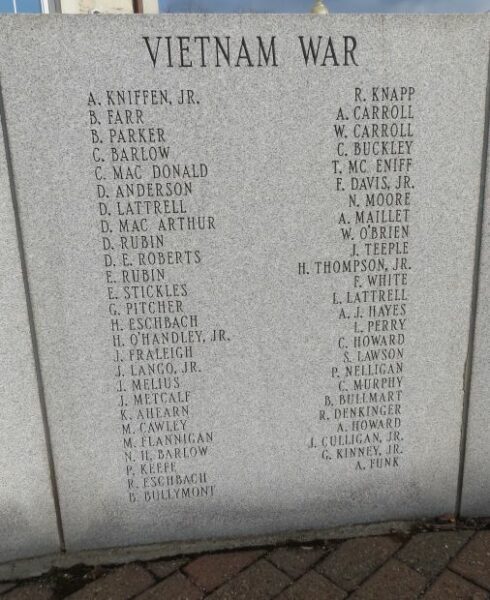 VIETNAM WAR
A. KNIFFEN, JR.
B. FARR
B. PARKER
C. BARLOW
C. MAC DONALD
D. ANDERSON
D. LATTRELL
D. MAC ARTHUR
D. RUBIN
D. E. ROBERTS
E. RUBIN
E. STICKLES
G. PITCHER
H. ESCHBACH
H. O'HANDLEY, JR.
J. FRALEIGH
J. LANGO, JR.
J. MELIUS
J. METCALF
K. AHEARN
M. CAWLEY
M. FLANNIGAN
N. H. BARLOW
P. KEEFE
R. ESCHBACH
B. BULLYMONT
R. KNAPP
A. CARROLL
W. CARROLL
C. BUCKLEY
T. MC ENIFF
F. DAVIS, JR.
N. MOORE
A. MAILLET
W. O'BRIEN
J. TEEPLE
H. THOMPSON, JR.
F. WHITE
L. LATTRELL
A. J. HAYES
L. PERRY
C. HOWARD
S. LAWSON
P. NELLIGAN
C. MURPHY
B. BULLMART
R. DENKINGER
A. HOWARD
J. CULLIGAN, JR.
G. KINNEY, JR.
A. FUNK